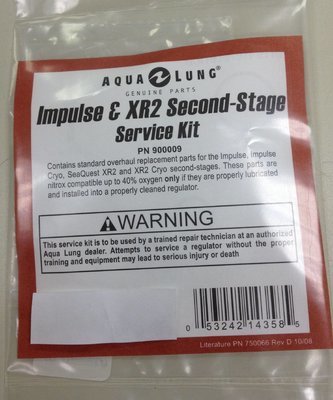 AQUA LUNG®
GENUINE PARTS
Impulse & XR2 Second-Stage
Service Kit
PN 900009
Contains standard overhaul replacement parts for the Impulse, Impulse
Cryo, SeaQuest XR2 and XR2 Cryo second-stages. These parts are
nitrox compatible up to 40% oxygen only if they are properly lubricated
and installed into a properly cleaned regulator.
WARNING
This service kit is to be used by a trained repair technician at an authorized
Aqua Lung dealer. Attempts to service a regulator without the proper
training and equipment may lead to serious injury or death
0 53242 14358 5
Literature PN 750066 Rev D 10/08